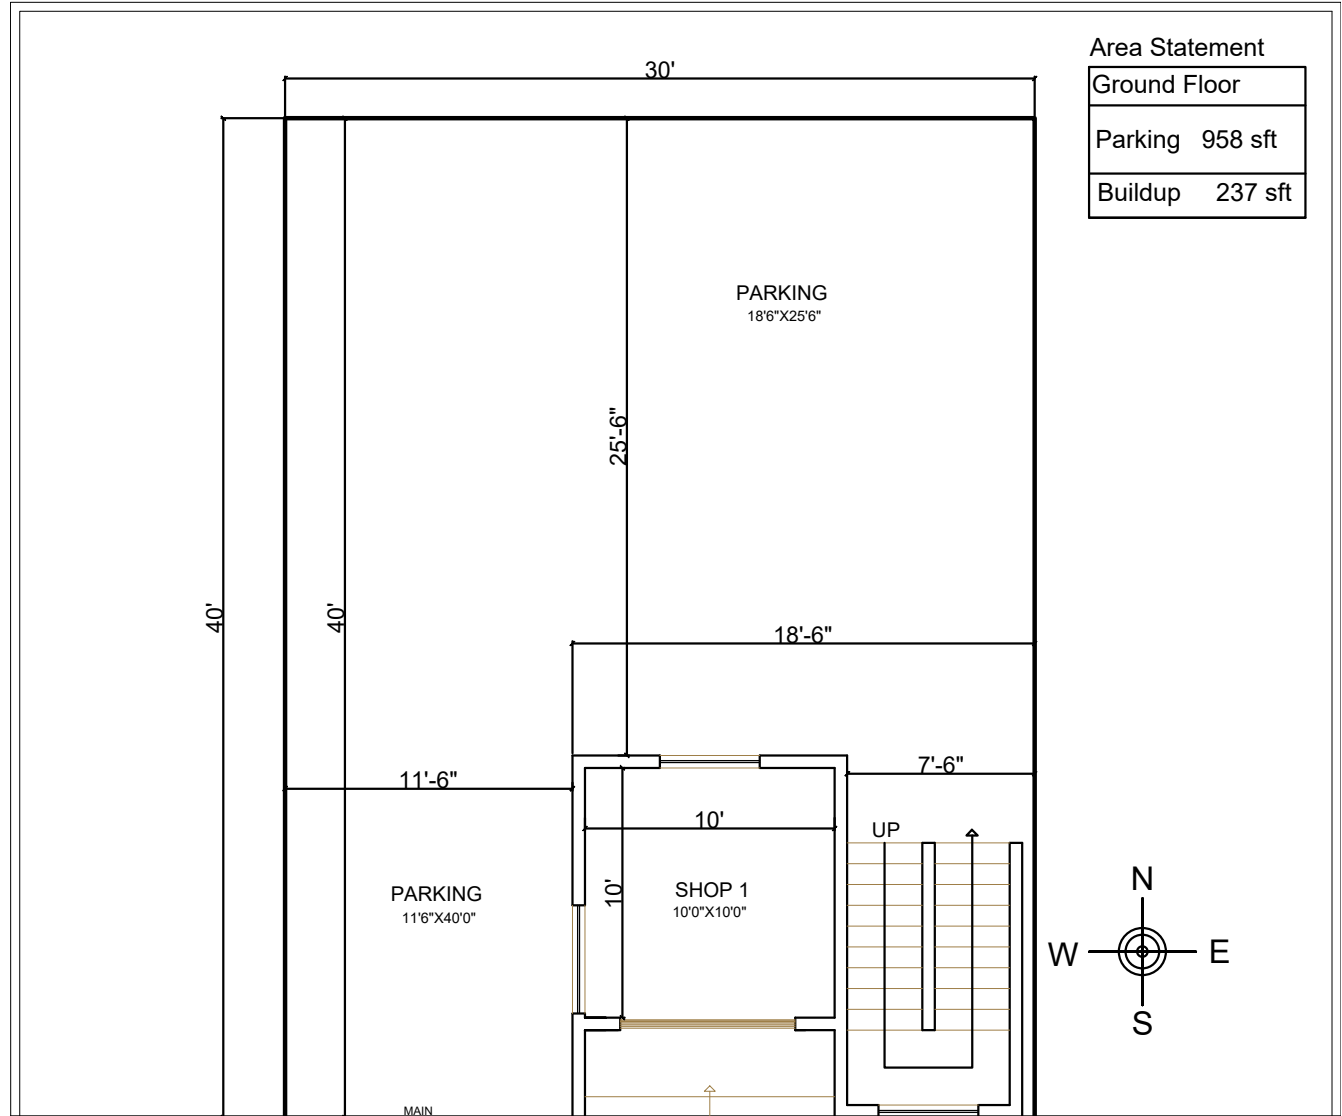 Area Statement
30'
Ground Floor
Parking 958 sft
Buildup 237 sft
PARKING
18'6"X25'6"
25'-6"
40'
40'
18'-6"
7'-6"
11'-6"
10'
UP
N
10'
SHOP 1
PARKING
10'0"X10'0"
11'6"X40'0"
W E
S
MAIN